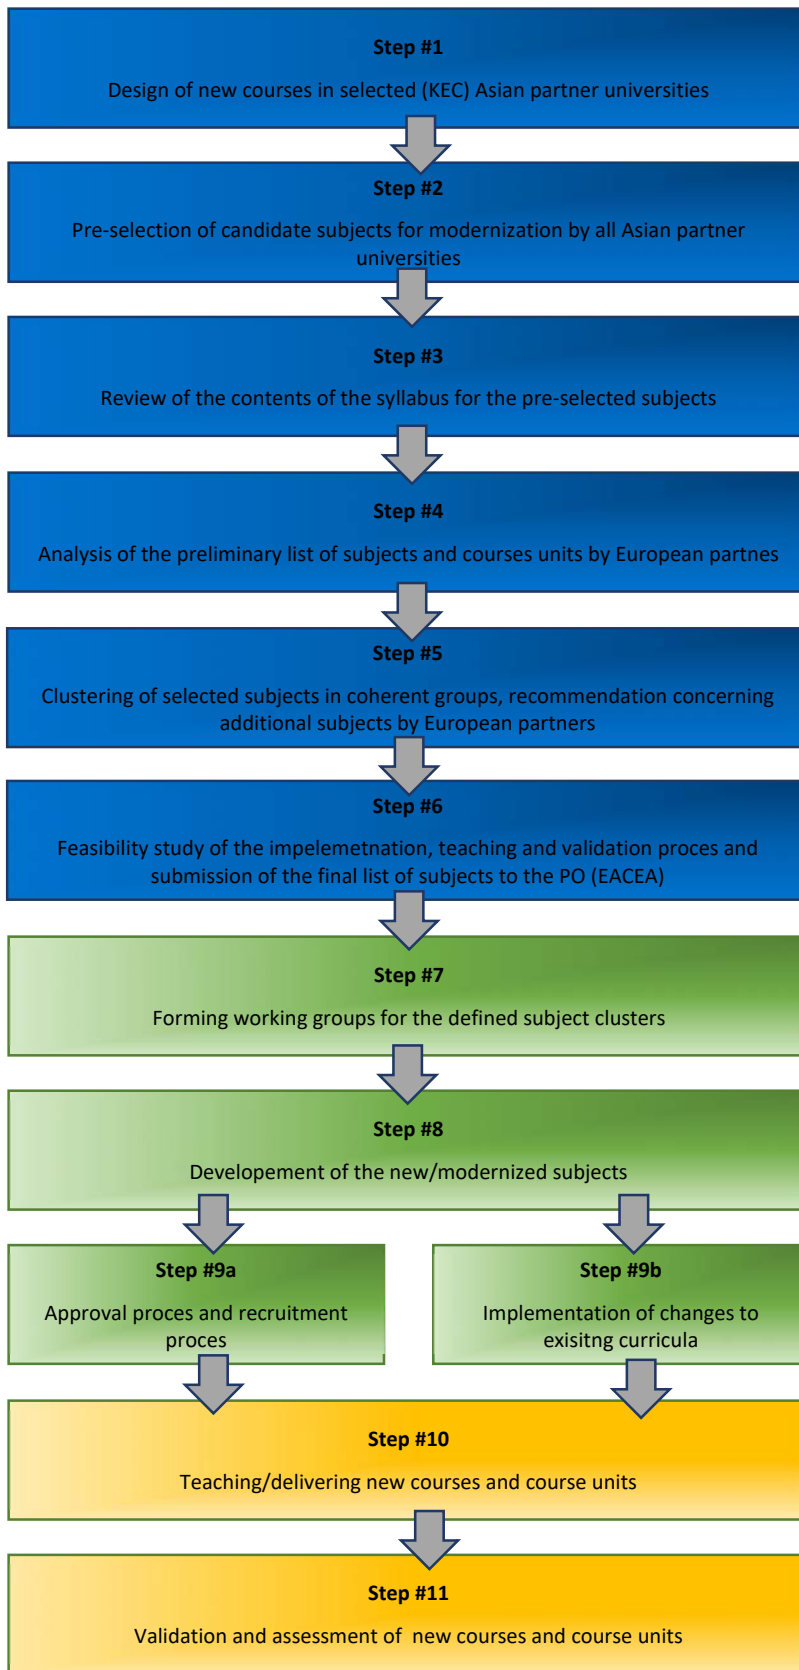 Step #1
Design of new courses in selected (KEC) Asian partner universities
Step #2
Pre-selection of candidate subjects for modernization by all Asian partner
universities
Step #3
Review of the contents of the syllabus for the pre-selected subjects
Step #4
Analysis of the preliminary list of subjects and courses units by European partnes
Step #5
Clustering of selected subjects in coherent groups, recommendation concerning
additional subjects by European partners
Step #6
Feasibility study of the impelemetnation, teaching and validation proces and
submission of the final list of subjects to the PO (EACEA)
Step #7
Forming working groups for the defined subject clusters
Step #8
Developement of the new/modernized subjects
Step #9a
Approval proces and recruitment
proces
Step #9b
Implementation of changes to
exisitng curricula
Step #10
Teaching/delivering new courses and course units
Step #11
Validation and assessment of  new courses and course units